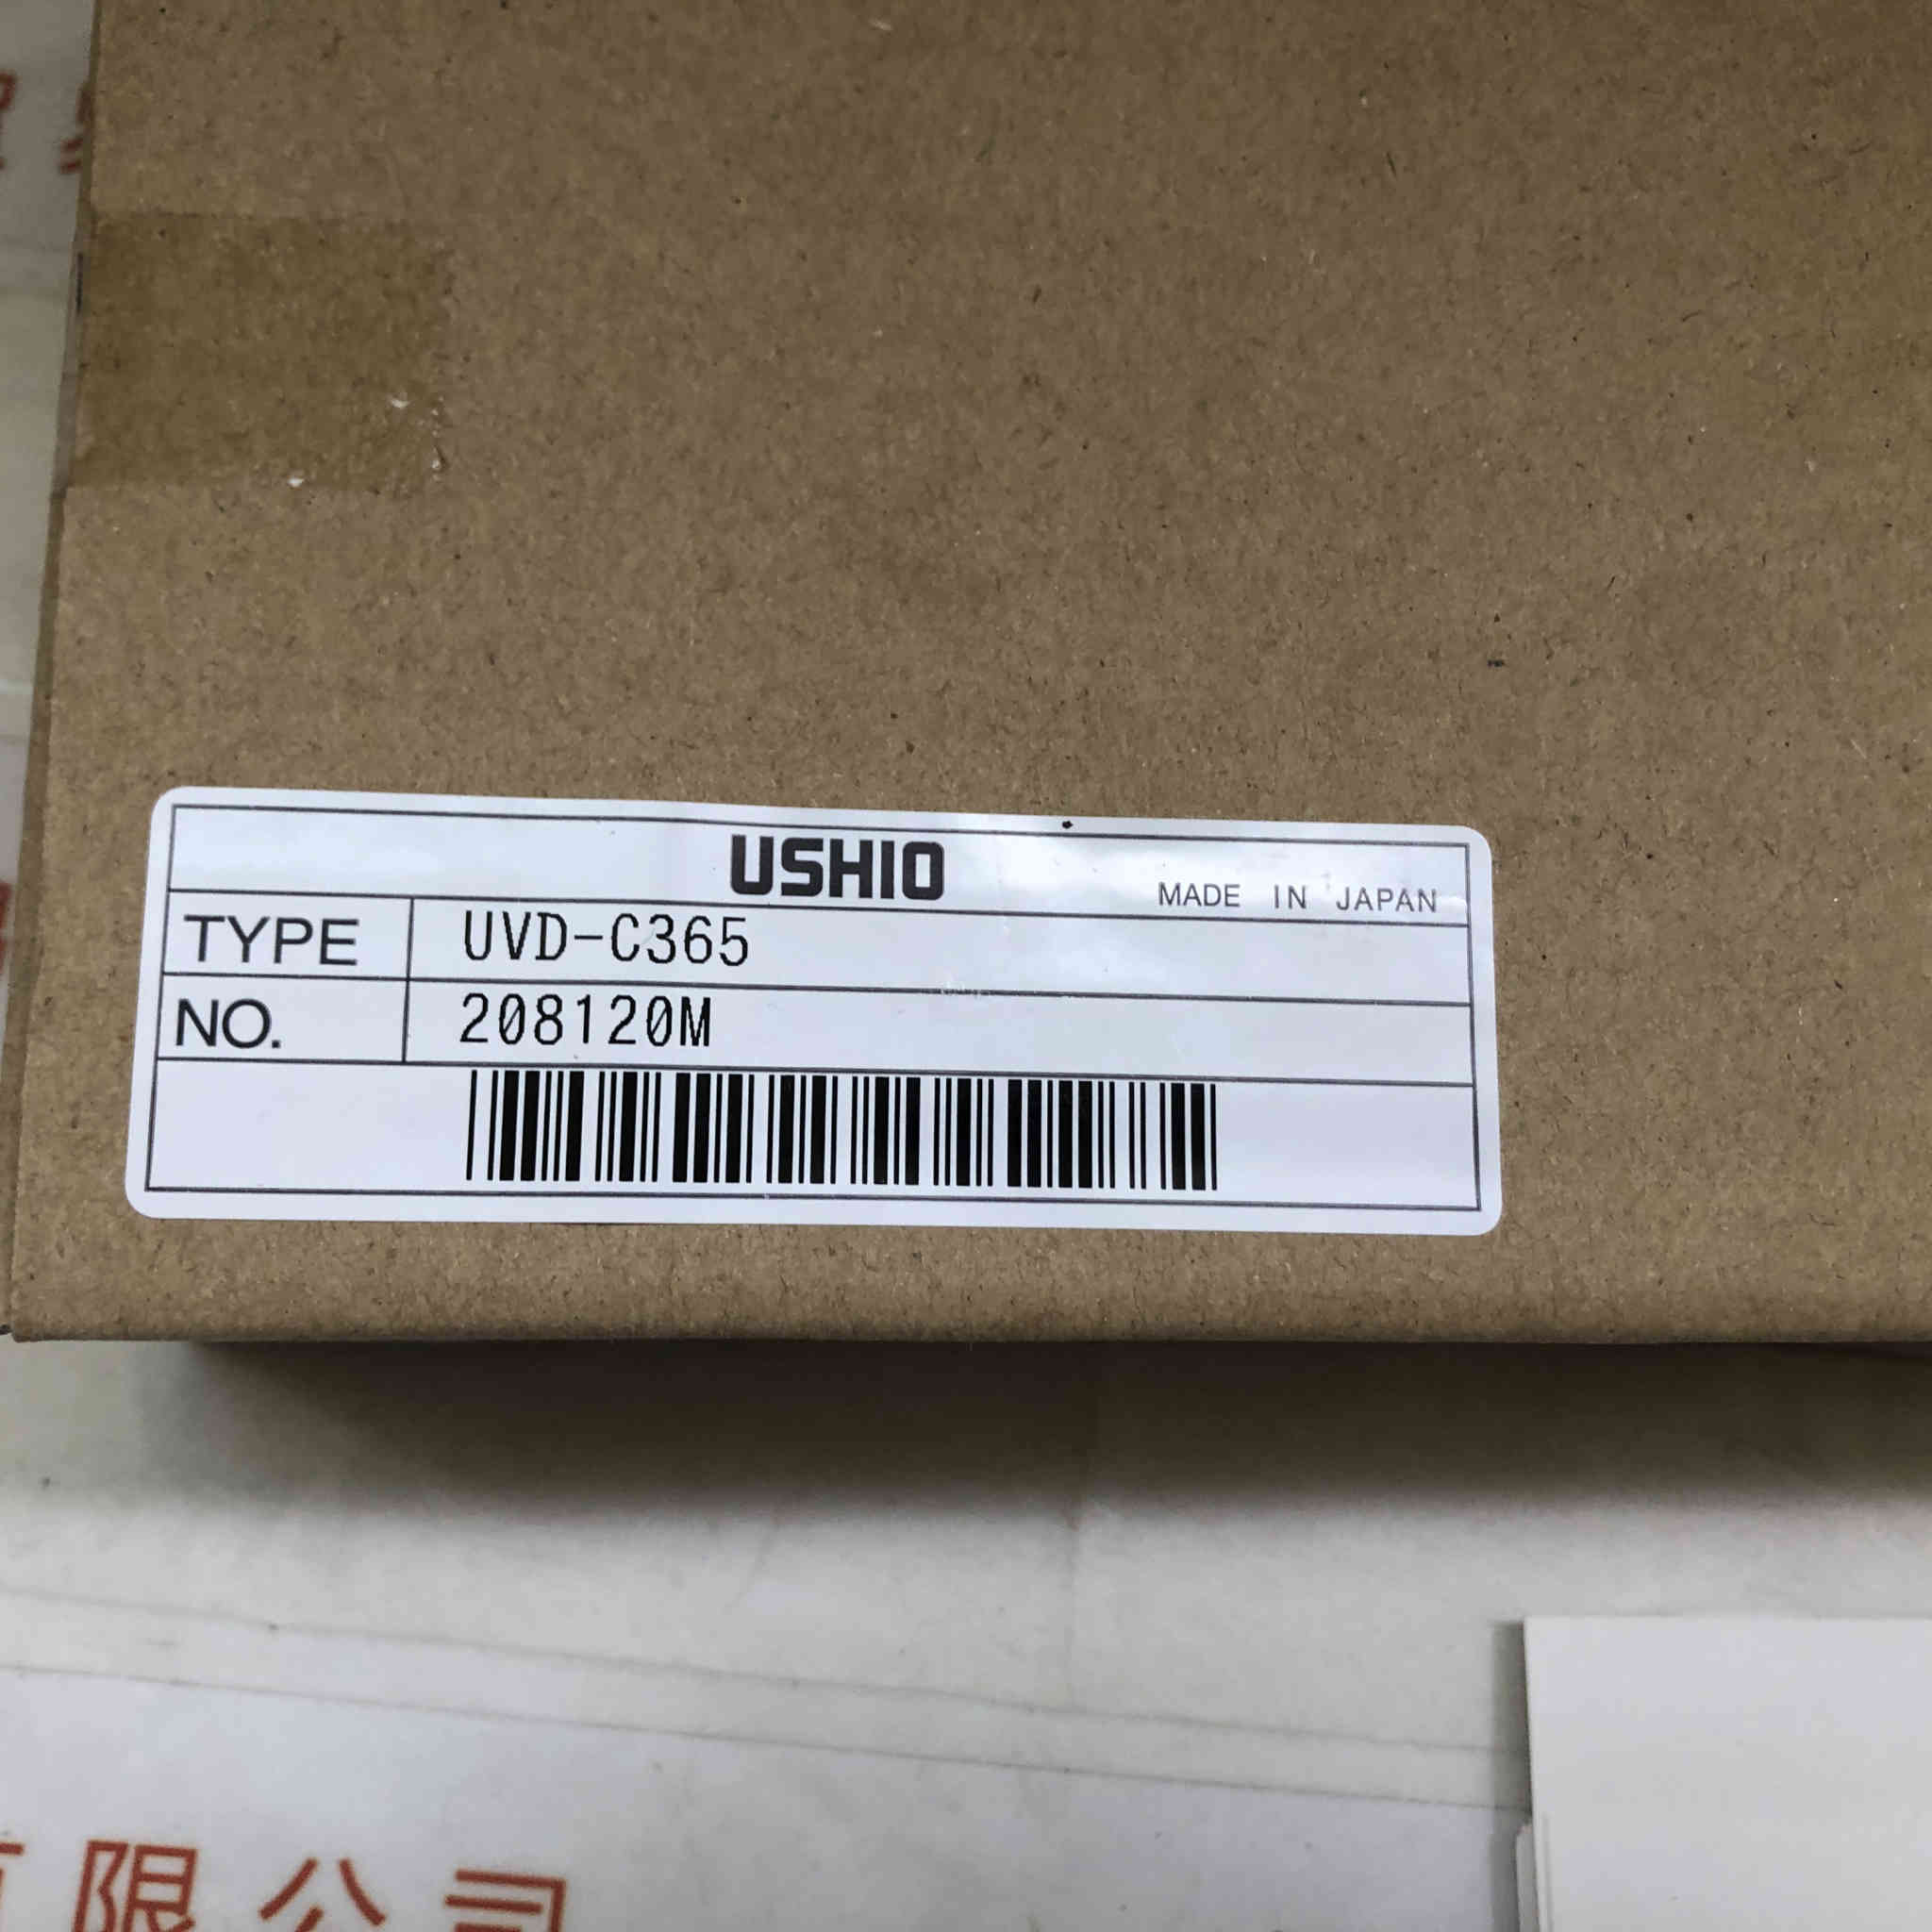 USHIO
MADE IN JAPAN
TYPE UVD-C365
NO. 208120M
限公司